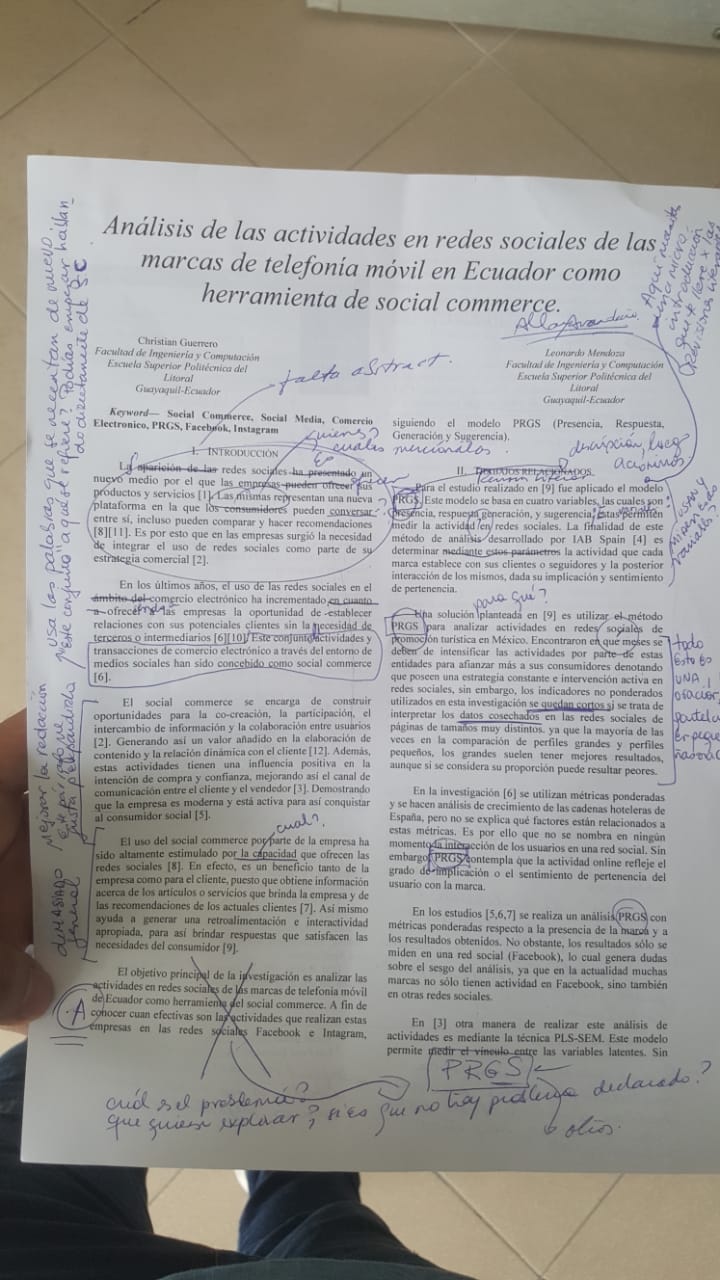 Análisis de las actividades en redes sociales de las
marcas de telefonía móvil en Ecuador como
herramienta de social commerce.
Christian Guerrero
Facultad de Ingeniería y Computación
Escuela Superior Politécnica del
Litoral
Guayaquil-Ecuador
Leonardo Mendoza
Facultad de Ingeniería y Computación
Escuela Superior Politécnica del
Litoral
Guayaquil-Ecuador
falta abstract.
Keyword— Social Commerce, Social Media, Comercio
Electronico, PRGS, Facebook, Instagram
quienes?
cuales mencionalos
I. INTRODUCCIÓN
Es
La aparición de las redes sociales ha presentado un
nuevo medio por el que las empresas pueden ofrecer sus
productos y servicios [1]. Las mismas representan una nueva
plataforma en la que los consumidores pueden conversar
entre sí, incluso pueden comparar y hacer recomendaciones
[8][11]. Es por esto que en las empresas surgió la necesidad
de integrar el uso de redes sociales como parte de su
estrategia comercial [2].
En los últimos años, el uso de las redes sociales en el
ámbito del comercio electrónico ha incrementado en cuanto
a ofrecer las empresas la oportunidad de establecer
relaciones con sus potenciales clientes sin la necesidad de
terceros o intermediarios [6][10]. Este conjunto actividades y
transacciones de comercio electrónico a través del entorno de
medios sociales han sido concebido como social commerce
[6].
El social commerce se encarga de construir
oportunidades para la co-creación, la participación, el
intercambio de información y la colaboración entre usuarios
[2]. Generando así un valor añadido en la elaboración de
contenido y la relación dinámica con el cliente [12]. Además,
estas actividades tienen una influencia positiva en la
intención de compra y confianza, mejorando así el canal de
comunicación entre el cliente y el vendedor [3]. Demostrando
que la empresa es moderna y está activa para así conquistar
al consumidor social [5].
cual?
El uso del social commerce por parte de la empresa ha
sido altamente estimulado por la capacidad que ofrecen las
redes sociales [8]. En efecto, es un beneficio tanto de la
empresa como para el cliente, puesto que obtiene información
acerca de los artículos o servicios que brinda la empresa y de
las recomendaciones de los actuales clientes [7]. Así mismo
ayuda a generar una retroalimentación e interactividad
apropiada, para así brindar respuestas que satisfacen las
necesidades del consumidor [9].
El objetivo principal de la investigación es analizar las
actividades en redes sociales de las marcas de telefonía móvil
de Ecuador como herramienta del social commerce. A fin de
conocer cuan efectivas son las actividades que realizan estas
empresas en las redes sociales Facebook e Intagram,
A
siguiendo el modelo PRGS (Presencia, Respuesta,
Generación y Sugerencia).
descripción, luego
acrónimos.
II. TRABAJOS RELACIONADOS
Para el estudio realizado en [9] fue aplicado el modelo
PRGS. Este modelo se basa en cuatro variables, las cuales son
presencia, respuesta, generación, y sugerencia. Estas permiten
medir la actividad en redes sociales. La finalidad de este
método de análisis desarrollado por IAB Spain [4] es
determinar mediante estos parámetros la actividad que cada
marca establece con sus clientes o seguidores y la posterior
interacción de los mismos, dada su implicación y sentimiento
de pertenencia.
para qué?
Una solución planteada en [9] es utilizar el método
PRGS para analizar actividades en redes sociales de
promoción turística en México. Encontraron en que meses se
deben de intensificar las actividades por parte de estas
entidades para afianzar más a sus consumidores denotando
que poseen una estrategia constante e intervención activa en
redes sociales, sin embargo, los indicadores no ponderados
utilizados en esta investigación se quedan cortos si se trata de
interpretar los datos cosechados en las redes sociales de
páginas de tamaños muy distintos. ya que la mayoría de las
veces en la comparación de perfiles grandes y perfiles
pequeños, los grandes suelen tener mejores resultados,
aunque si se considera su proporción puede resultar peores.
todo
esto es
UNA
oración,
En la investigación [6] se utilizan métricas ponderadas
y se hacen análisis de crecimiento de las cadenas hoteleras de
España, pero no se explica qué factores están relacionados a
estas métricas. Es por ello que no se nombra en ningún
momento la interacción de los usuarios en una red social. Sin
embargo PRGS contempla que la actividad online refleje el
grado de implicación o el sentimiento de pertenencia del
usuario con la marca.
En los estudios [5,6,7] se realiza un análisis PRGS con
métricas ponderadas respecto a la presencia de la marca y a
los resultados obtenidos. No obstante, los resultados sólo se
miden en una red social (Facebook), lo cual genera dudas
sobre el sesgo del análisis, ya que en la actualidad muchas
marcas no sólo tienen actividad en Facebook, sino también
en otras redes sociales.
En [3] otra manera de realizar este análisis de
actividades es mediante la técnica PLS-SEM. Este modelo
permite medir el vínculo entre las variables latentes. Sin
PRGS
cuál es el problema?
que quieren explorar? si es que no hay problema declarado?
otros.
usa las palabras que se necesitan de nuevo.
"este conjunto" a qué se refiere? Podías empezar hablan-
do directamente de SC
Mejorar la redacción
este párrafo me
gusta
demasiado
general